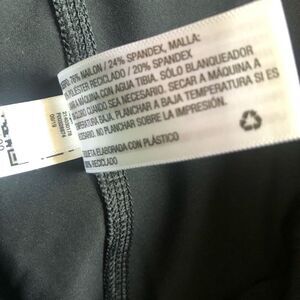 76% NAILON / 24% SPANDEX, MALLA:
POLIÉSTER RECICLADO / 20% SPANDEX
A MÁQUINA CON AGUA TIBIA. SÓLO BLANQUEADOR
CUANDO SEA NECESARIO. SECAR A MÁQUINA A
TEMPERATURA. PLANCHAR A BAJA TEMPERATURA SI ES
NECESARIO. NO PLANCHAR SOBRE LA IMPRESIÓN.
ETIQUETA ELABORADA CON PLÁSTICO
100% RECICLADO